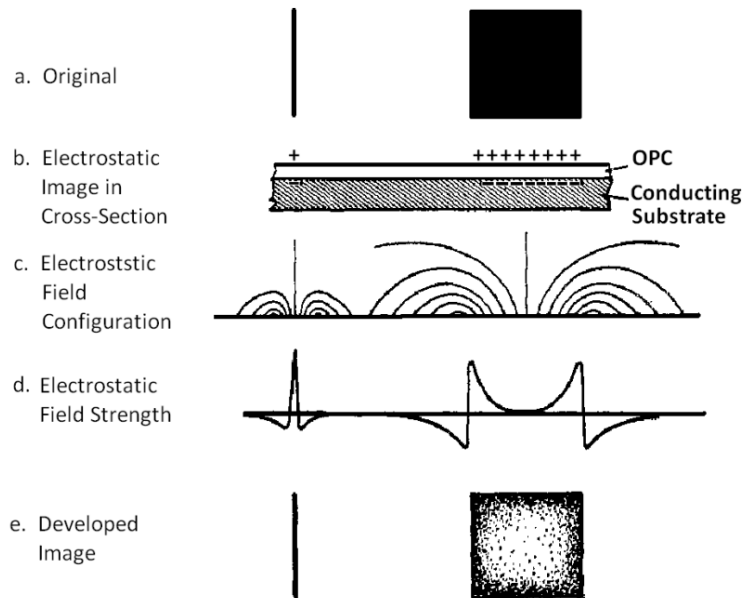 a. Original
b. Electrostatic
Image in
Cross-Section
+
++++++++
OPC
Conducting
Substrate
c. Electroststic
Field
Configuration
d. Electrostatic
Field Strength
e. Developed
Image